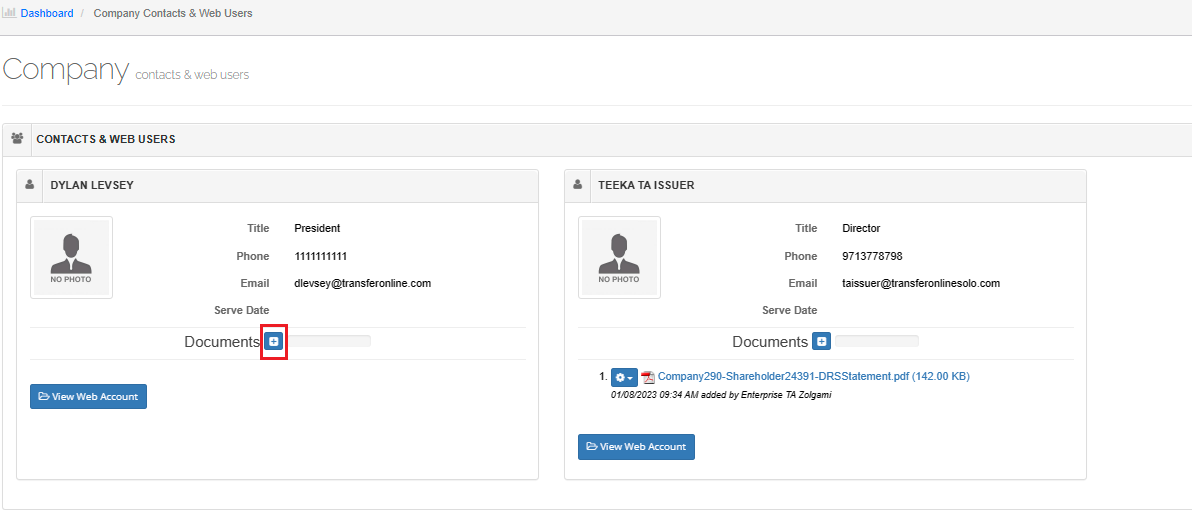 Dashboard / Company Contacts & Web Users
Company contacts & web users
CONTACTS & WEB USERS
DYLAN LEVSEY
NO PHOTO
Title President
Phone 1111111111
Email dlevsey@transferonline.com
Serve Date
Documents
View Web Account
TEEKA TA ISSUER
NO PHOTO
Title Director
Phone 9713778798
Email taissuer@transferonlinesolo.com
Serve Date
Documents
1. Company290-Shareholder24391-DRSStatement.pdf (142.00 KB)
01/08/2023 09:34 AM added by Enterprise TA Zolgami
View Web Account